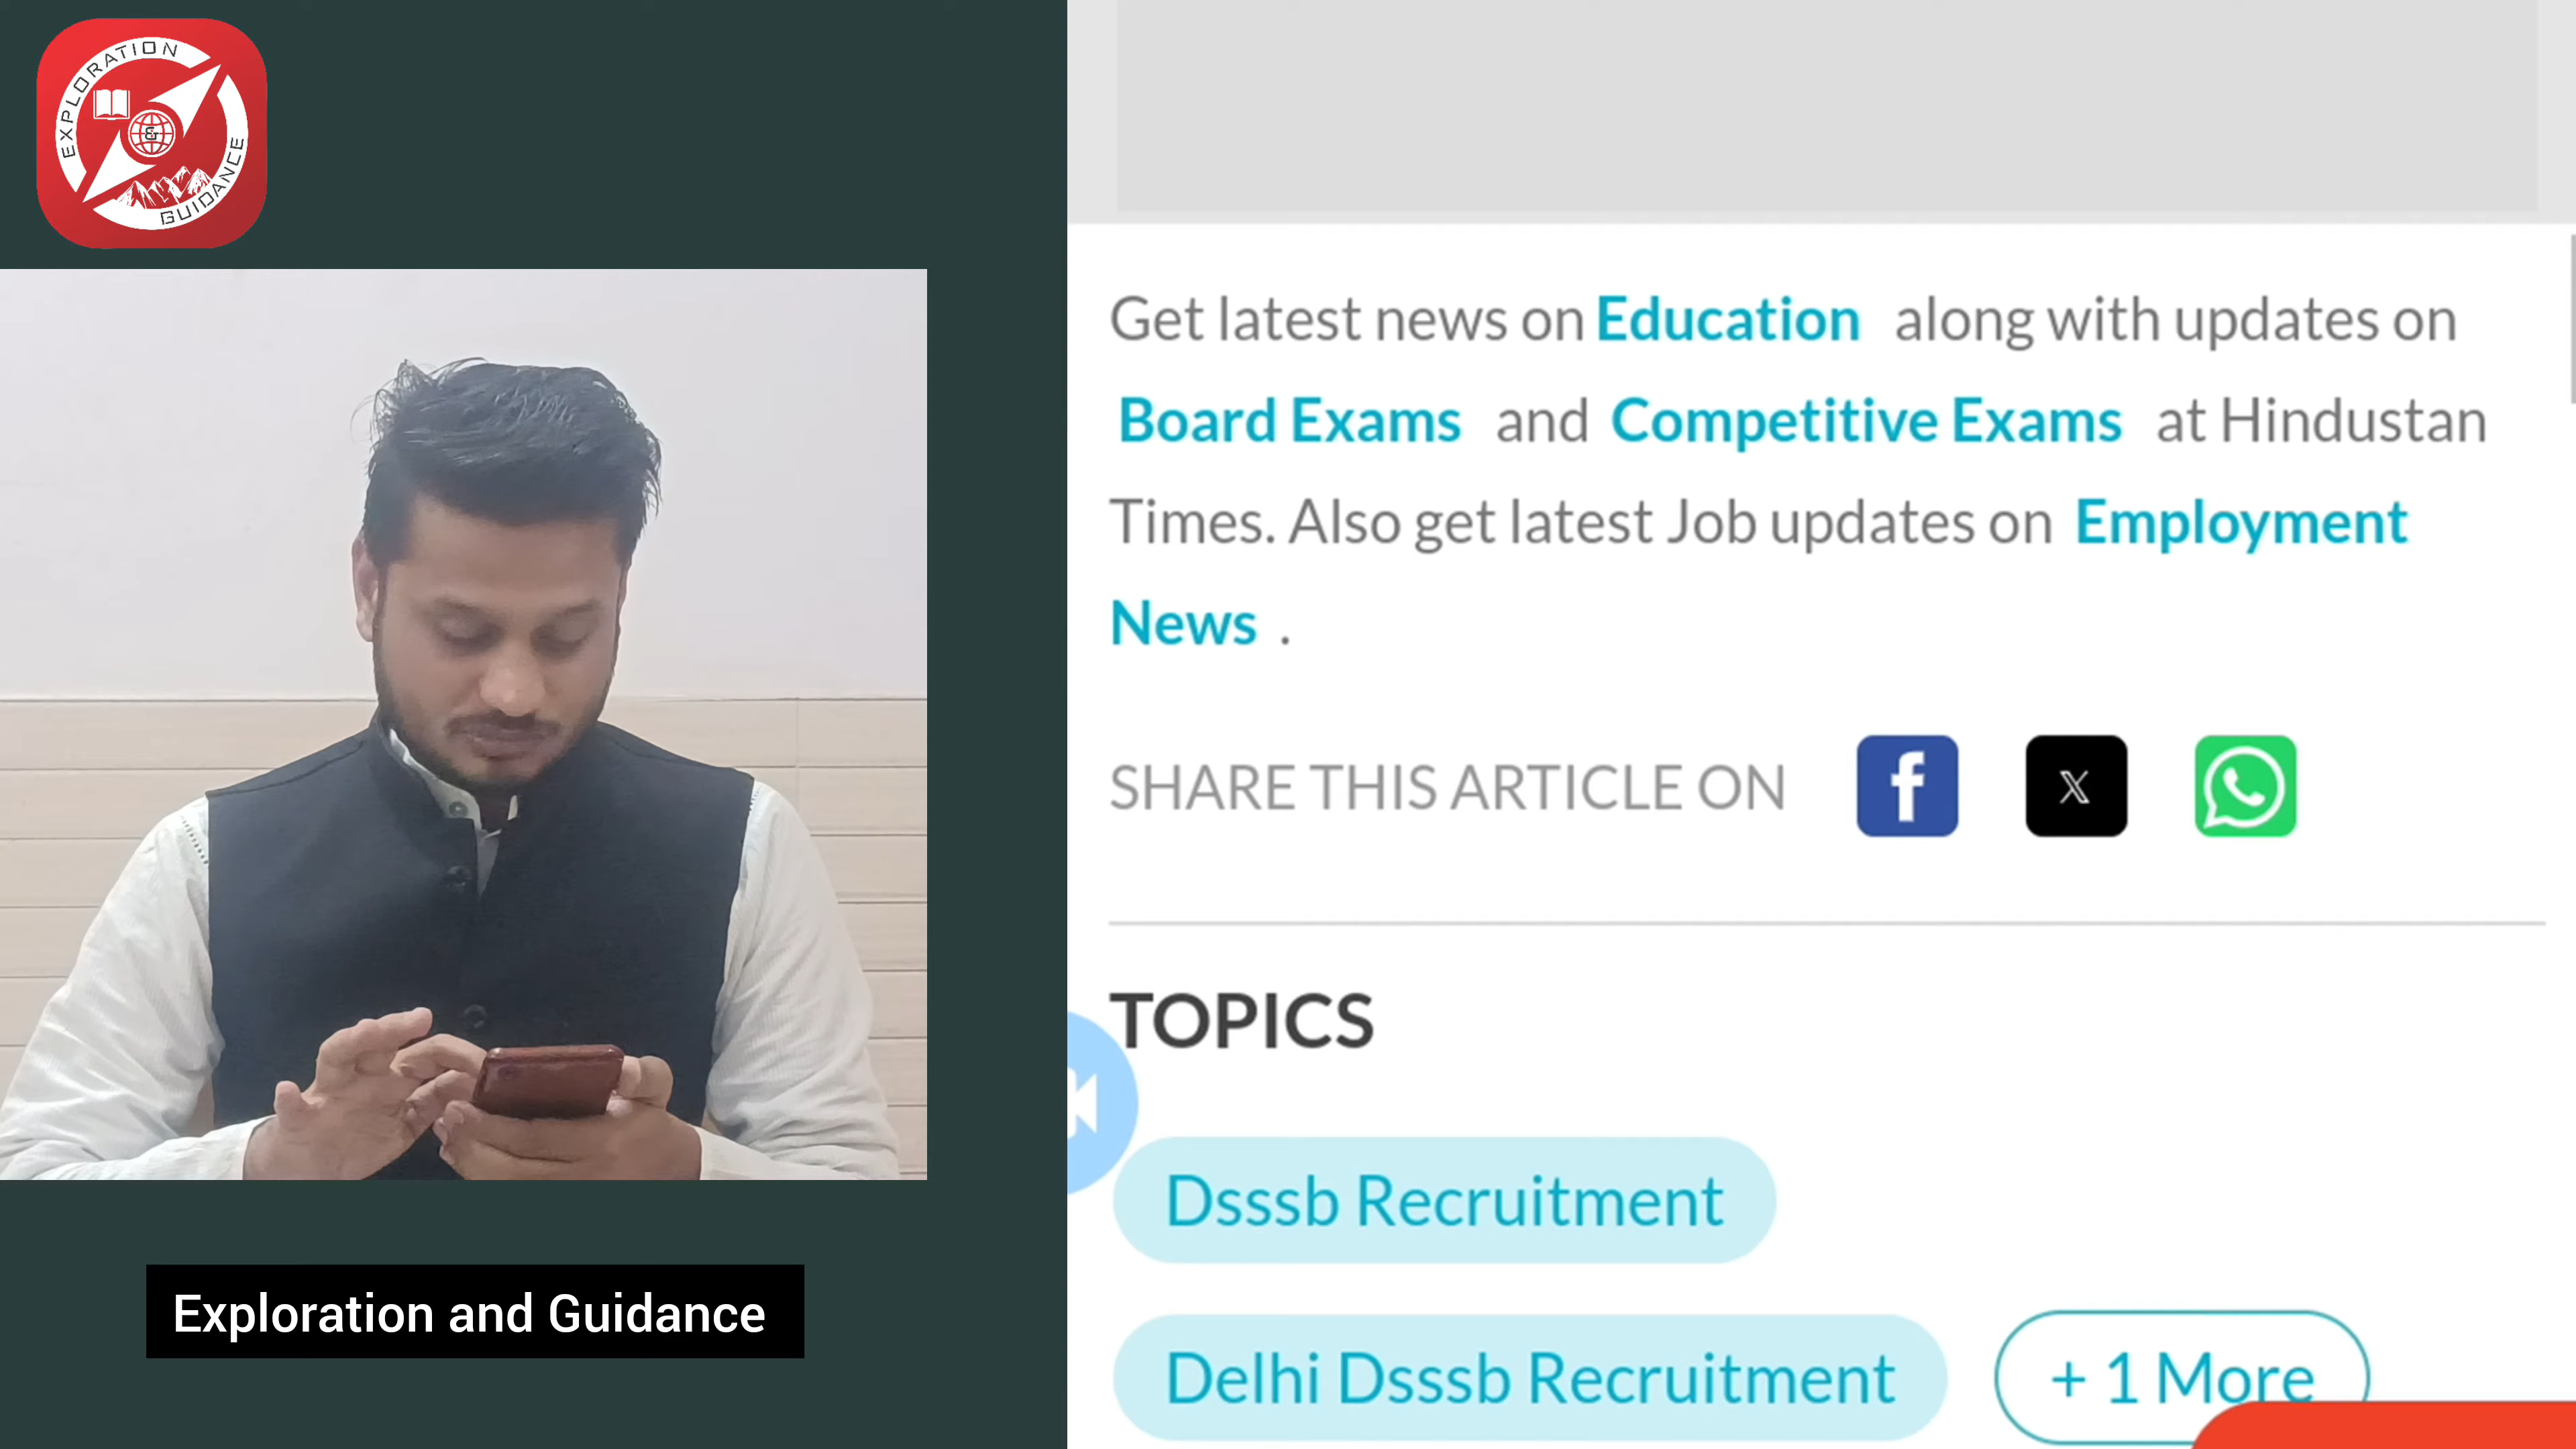 EXPLORATION
&
GUIDANCE
Get latest news on Education along with updates on
Board Exams and Competitive Exams at Hindustan
Times. Also get latest Job updates on Employment
News .
SHARE THIS ARTICLE ON
f
X
TOPICS
Dsssb Recruitment
Delhi Dsssb Recruitment
+ 1 More
Exploration and Guidance